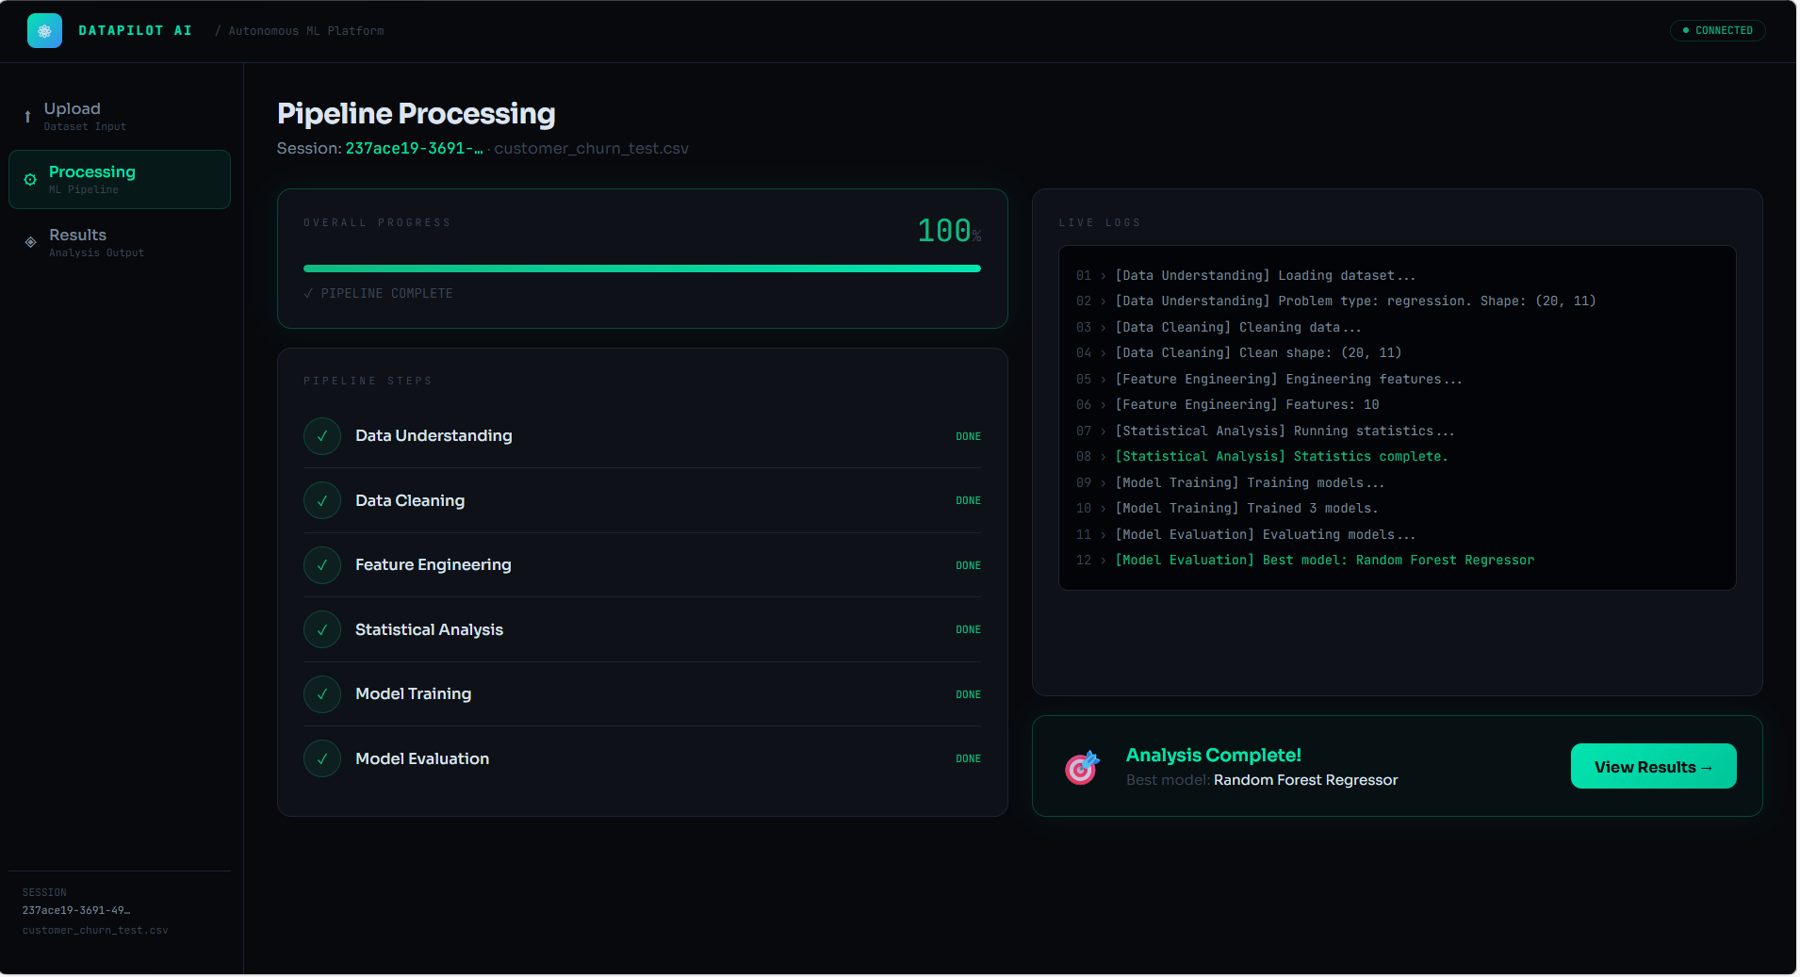 DATAPILOT AI / Autonomous ML Platform
● CONNECTED
Upload
Dataset Input
Processing
ML Pipeline
Results
Analysis Output
SESSION
237ace19-3691-49…
customer_churn_test.csv
Pipeline Processing
Session: 237ace19-3691-… · customer_churn_test.csv
OVERALL PROGRESS
100%
✓ PIPELINE COMPLETE
PIPELINE STEPS
✓ Data Understanding DONE
✓ Data Cleaning DONE
✓ Feature Engineering DONE
✓ Statistical Analysis DONE
✓ Model Training DONE
✓ Model Evaluation DONE
LIVE LOGS
01 › [Data Understanding] Loading dataset...
02 › [Data Understanding] Problem type: regression. Shape: (20, 11)
03 › [Data Cleaning] Cleaning data...
04 › [Data Cleaning] Clean shape: (20, 11)
05 › [Feature Engineering] Engineering features...
06 › [Feature Engineering] Features: 10
07 › [Statistical Analysis] Running statistics...
08 › [Statistical Analysis] Statistics complete.
09 › [Model Training] Training models...
10 › [Model Training] Trained 3 models.
11 › [Model Evaluation] Evaluating models...
12 › [Model Evaluation] Best model: Random Forest Regressor
Analysis Complete!
Best model: Random Forest Regressor
View Results →